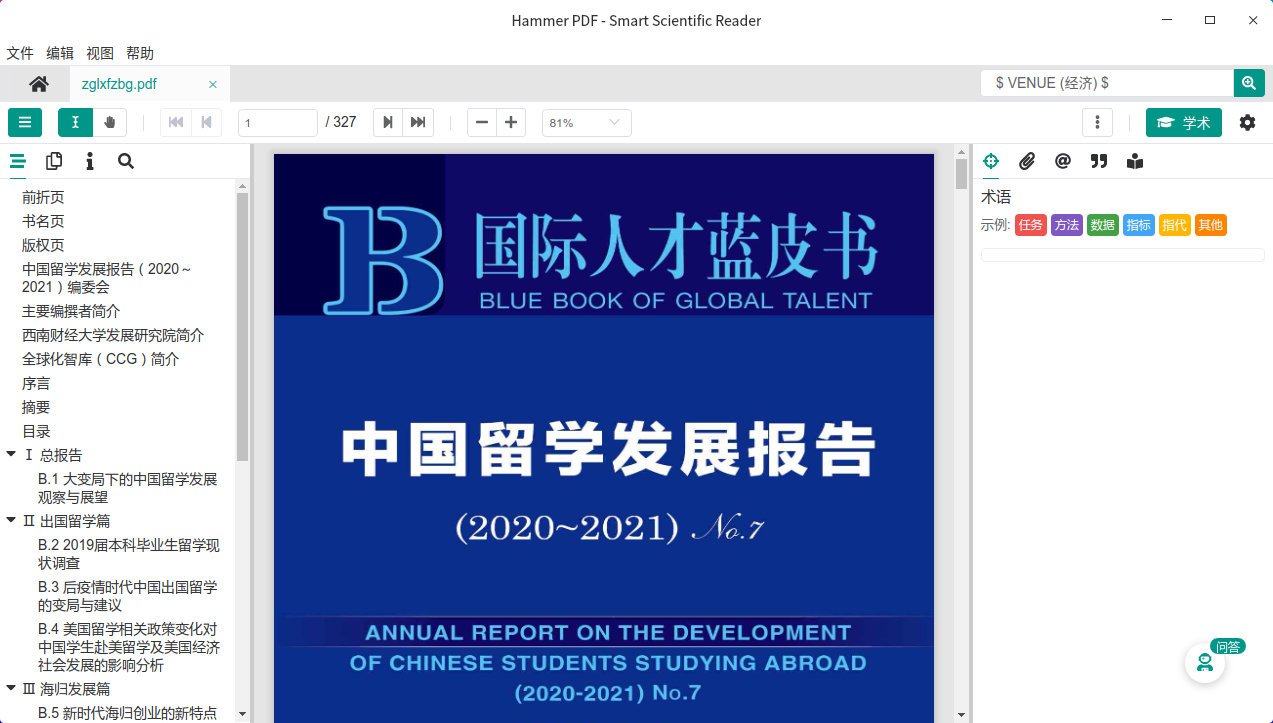 Hammer PDF - Smart Scientific Reader
文件 编辑 视图 帮助
zglxfzbg.pdf
$ VENUE (经济) $
1
/ 327
81%
学术
前折页
书名页
版权页
中国留学发展报告（2020～
2021）编委会
主要编撰者简介
西南财经大学发展研究院简介
全球化智库（CCG）简介
序言
摘要
目录
Ⅰ 总报告
B.1 大变局下的中国留学发展
观察与展望
Ⅱ 出国留学篇
B.2 2019届本科毕业生留学现
状调查
B.3 后疫情时代中国出国留学
的变局与建议
B.4 美国留学相关政策变化对
中国学生赴美留学及美国经济
社会发展的影响分析
Ⅲ 海归发展篇
B.5 新时代海归创业的新特点
B
国际人才蓝皮书
BLUE BOOK OF GLOBAL TALENT
中国留学发展报告
(2020~2021) No.7
ANNUAL REPORT ON THE DEVELOPMENT
OF CHINESE STUDENTS STUDYING ABROAD
(2020-2021) No.7
术语
示例: 任务 方法 数据 指标 指代 其他
问答